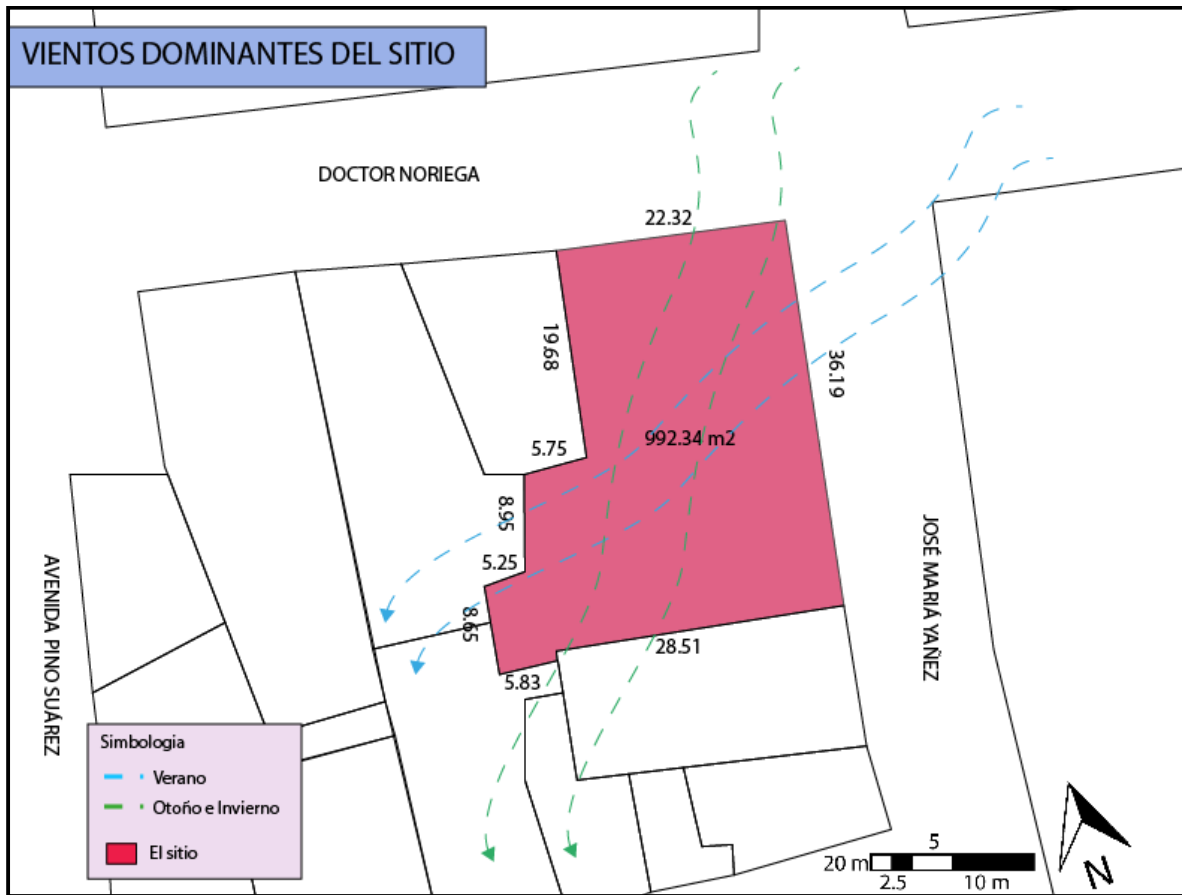 VIENTOS DOMINANTES DEL SITIO
DOCTOR NORIEGA
22.32
19.68
36.19
5.75
992.34 m2
8.95
5.25
8.65
28.51
5.83
AVENIDA PINO SUÁREZ
JOSÉ MARIÁ YAÑEZ
Simbologia
Verano
Otoño e Invierno
El sitio
5
20 m
2.5
10 m
N